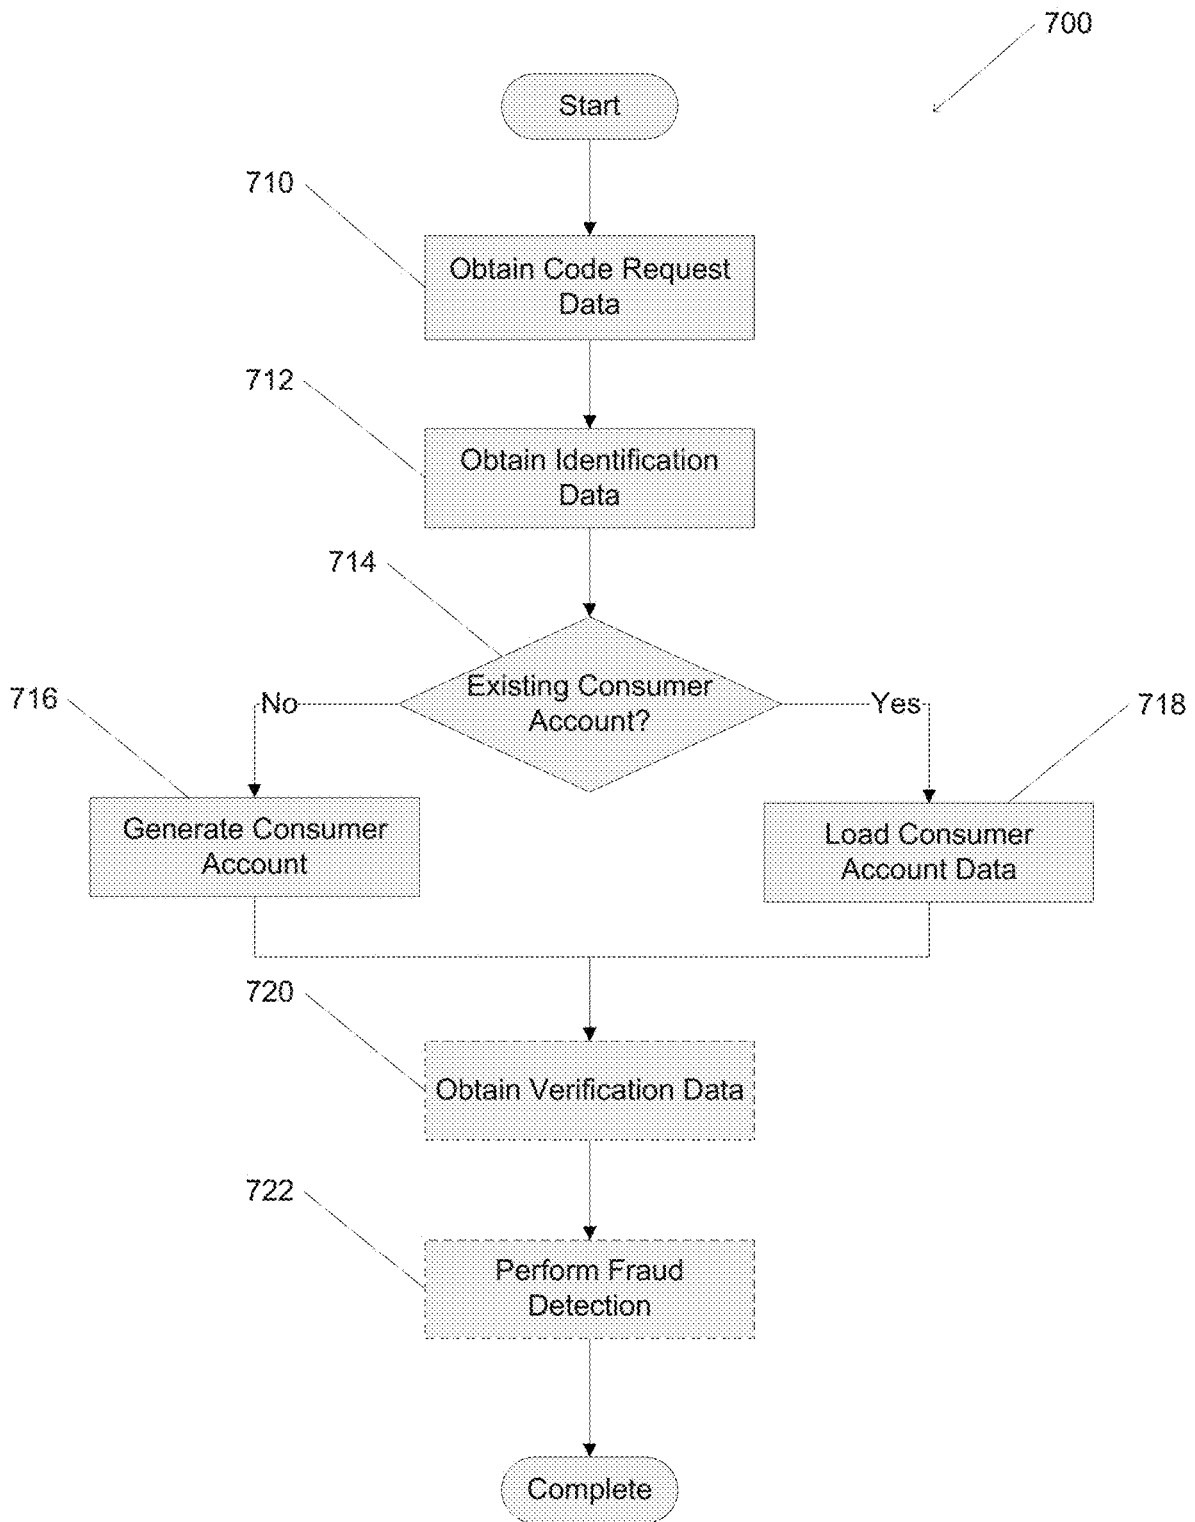 700
Start
710
Obtain Code Request
Data
712
Obtain Identification
Data
714
Existing Consumer
Account?
No
Yes
716
718
Generate Consumer
Account
Load Consumer
Account Data
720
Obtain Verification Data
722
Perform Fraud
Detection
Complete